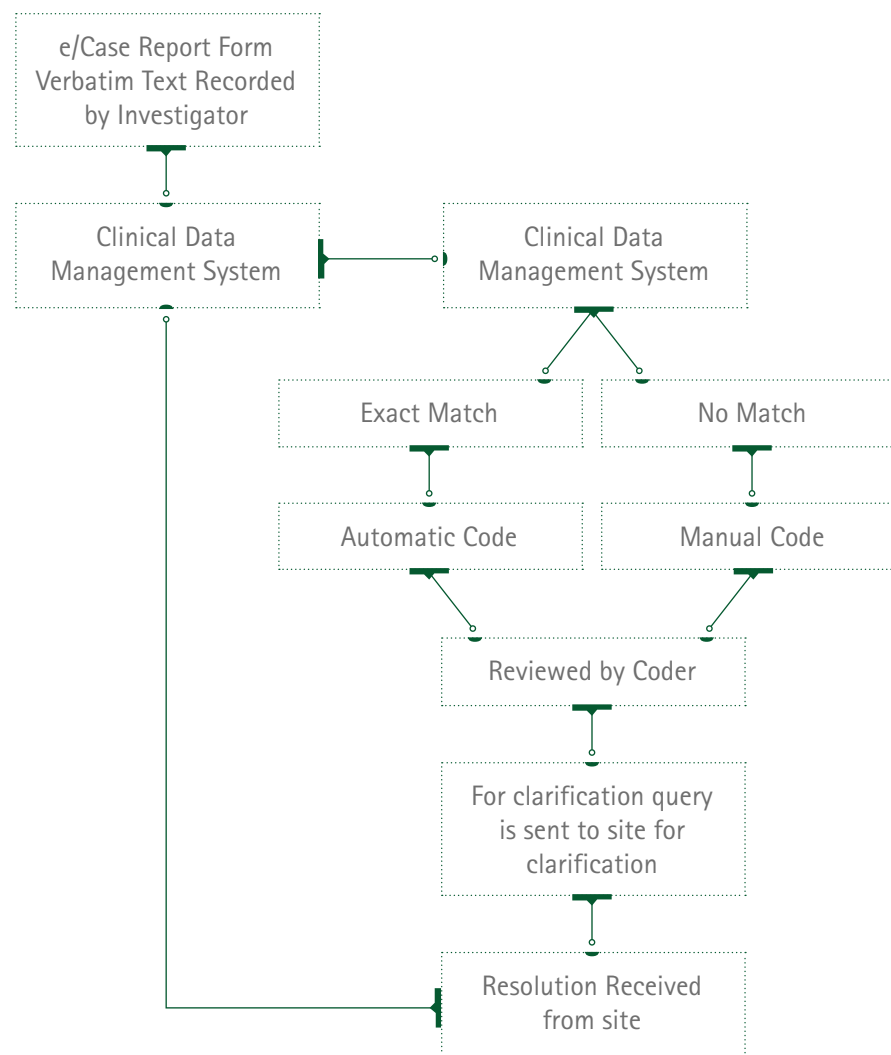 e/Case Report Form
Verbatim Text Recorded
by Investigator
Clinical Data
Management System
Clinical Data
Management System
Exact Match
No Match
Automatic Code
Manual Code
Reviewed by Coder
For clarification query
is sent to site for
clarification
Resolution Received
from site